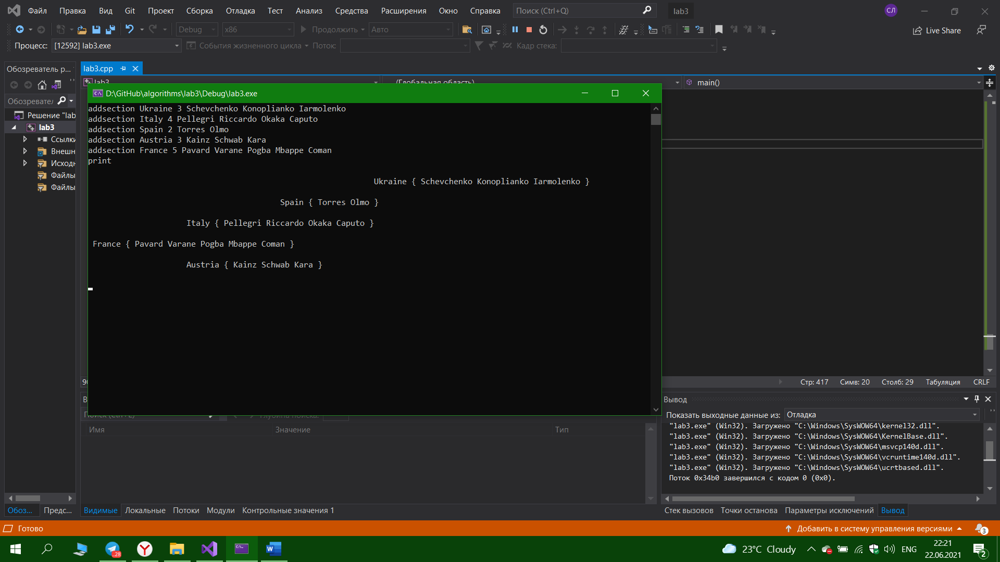 Файл Правка Вид Git Проект Сборка Отладка Тест Анализ Средства Расширения Окно Справка Поиск (Ctrl+Q) lab3 СЛ
Debug x86 Продолжить Авто Live Share
Процесс: [12592] lab3.exe События жизненного цикла Поток: Кадр стека:
Обозреватель р... lab3.cpp
lab3 (Глобальная область) main()
Обозревател
Решение "lab
lab3
Ссылки
Внешн
Исходн
Файлы
Файлы
D:\GitHub\algorithms\lab3\Debug\lab3.exe
addsection Ukraine 3 Schevchenko Konoplianko Iarmolenko
addsection Italy 4 Pellegri Riccardo Okaka Caputo
addsection Spain 2 Torres Olmo
addsection Austria 3 Kainz Schwab Kara
addsection France 5 Pavard Varane Pogba Mbappe Coman
print
Ukraine { Schevchenko Konoplianko Iarmolenko }
Spain { Torres Olmo }
Italy { Pellegri Riccardo Okaka Caputo }
France { Pavard Varane Pogba Mbappe Coman }
Austria { Kainz Schwab Kara }
Стр: 417 Симв: 20 Столб: 29 Табуляция CRLF
Поиск (Ctrl+E) Глубина поиска:
Имя Значение Тип
Вывод
Показать выходные данные из: Отладка
"lab3.exe" (Win32). Загружено "C:\Windows\SysWOW64\kernel32.dll".
"lab3.exe" (Win32). Загружено "C:\Windows\SysWOW64\KernelBase.dll".
"lab3.exe" (Win32). Загружено "C:\Windows\SysWOW64\msvcp140d.dll".
"lab3.exe" (Win32). Загружено "C:\Windows\SysWOW64\vcruntime140d.dll".
"lab3.exe" (Win32). Загружено "C:\Windows\SysWOW64\ucrtbased.dll".
Поток 0x34b0 завершился с кодом 0 (0x0).
Обоз... Предс... Видимые Локальные Потоки Модули Контрольные значения 1 Стек вызовов Точки останова Параметры исключений Вывод
Готово Добавить в систему управления версиями 3
..28 23°C Cloudy ENG 22:21
22.06.2021 2